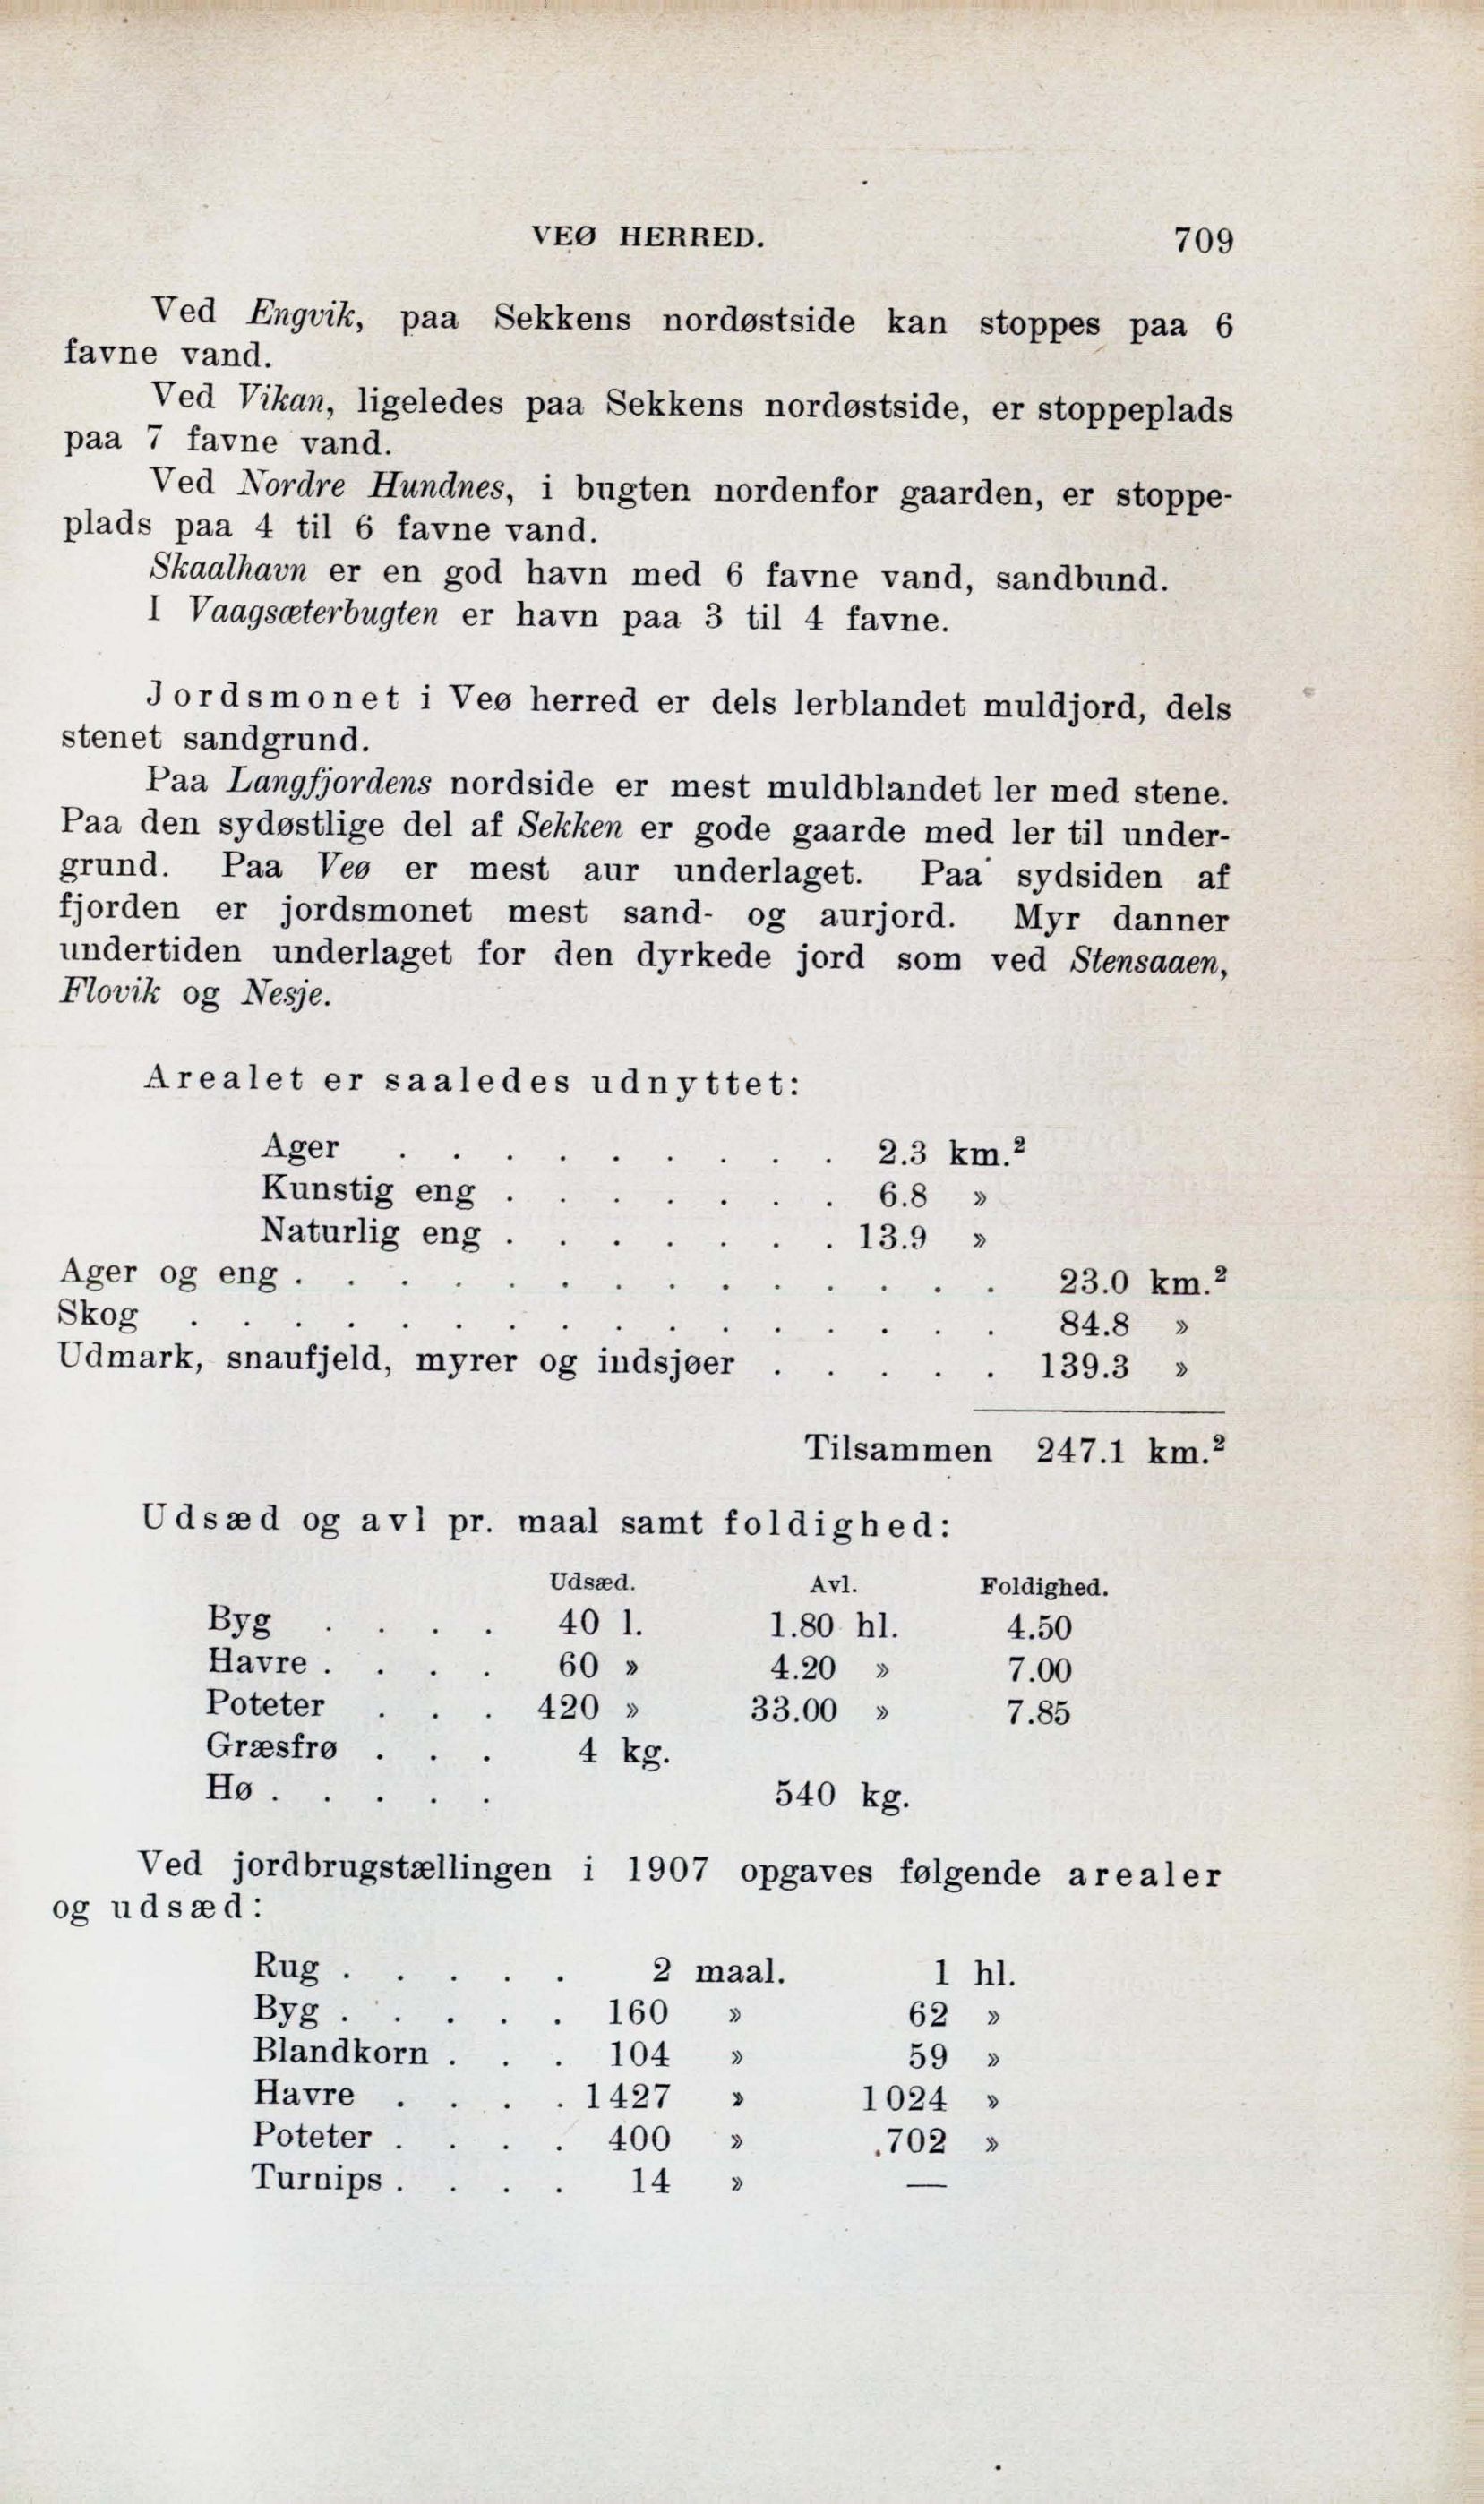 VEØ HERRED. 709
Ved Engvik, paa Sekkens nordøstside kan stoppes paa 6
favne vand.
Ved Vikan, ligeledes paa Sekkens nordøstside, er stoppeplads
paa 7 favne vand.
Ved Nordre Hundnes, i bugten nordenfor gaarden, er stoppe-
plads paa 4 til 6 favne vand.
Skaalhavn er en god havn med 6 favne vand, sandbund.
I Vaagsæterbugten er havn paa 3 til 4 favne.
Jordsmonet i Veø herred er dels lerblandet muldjord, dels
stenet sandgrund.
Paa Langfjordens nordside er mest muldblandet ler med stene.
Paa den sydøstlige del af Sekken er gode gaarde med ler til under-
grund. Paa Veø er mest aur underlaget. Paa sydsiden af
fjorden er jordsmonet mest sand- og aurjord. Myr danner
undertiden underlaget for den dyrkede jord som ved Stensaaen,
Flovik og Nesje.
Arealet er saaledes udnyttet:
Ager . . . . . . . . . 2.3 km.²
Kunstig eng . . . . . . . 6.8 »
Naturlig eng . . . . . . . 13.9 »
Ager og eng . . . . . . . . . . . . . . 23.0 km.²
Skog . . . . . . . . . . . . . . . . 84.8 »
Udmark, snaufjeld, myrer og indsjøer . . . . . 139.3 »
Tilsammen 247.1 km.²
Udsæd og avl pr. maal samt foldighed:
Udsæd. Avl. Foldighed.
Byg . . . . 40 l. 1.80 hl. 4.50
Havre . . . . 60 » 4.20 » 7.00
Poteter . . . 420 » 33.00 » 7.85
Græsfrø . . . 4 kg.
Hø . . . . . 540 kg.
Ved jordbrugstællingen i 1907 opgaves følgende arealer
og udsæd:
Rug . . . . . 2 maal. 1 hl.
Byg . . . . . 160 » 62 »
Blandkorn . . . 104 » 59 »
Havre . . . . 1427 » 1024 »
Poteter . . . . 400 » 702 »
Turnips . . . . 14 » —